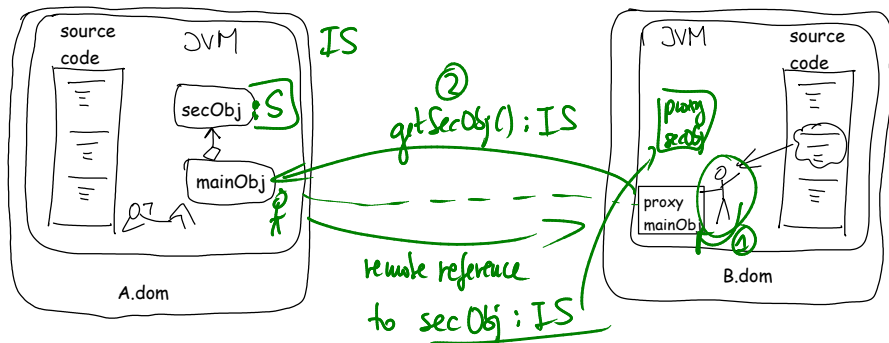 source
code
JVM
secObj
: S
mainObj
A.dom
IS
②
getSecObj() : IS
remote reference
to secObj : IS
JVM
source
code
proxy
secObj
proxy
mainObj
①
B.dom